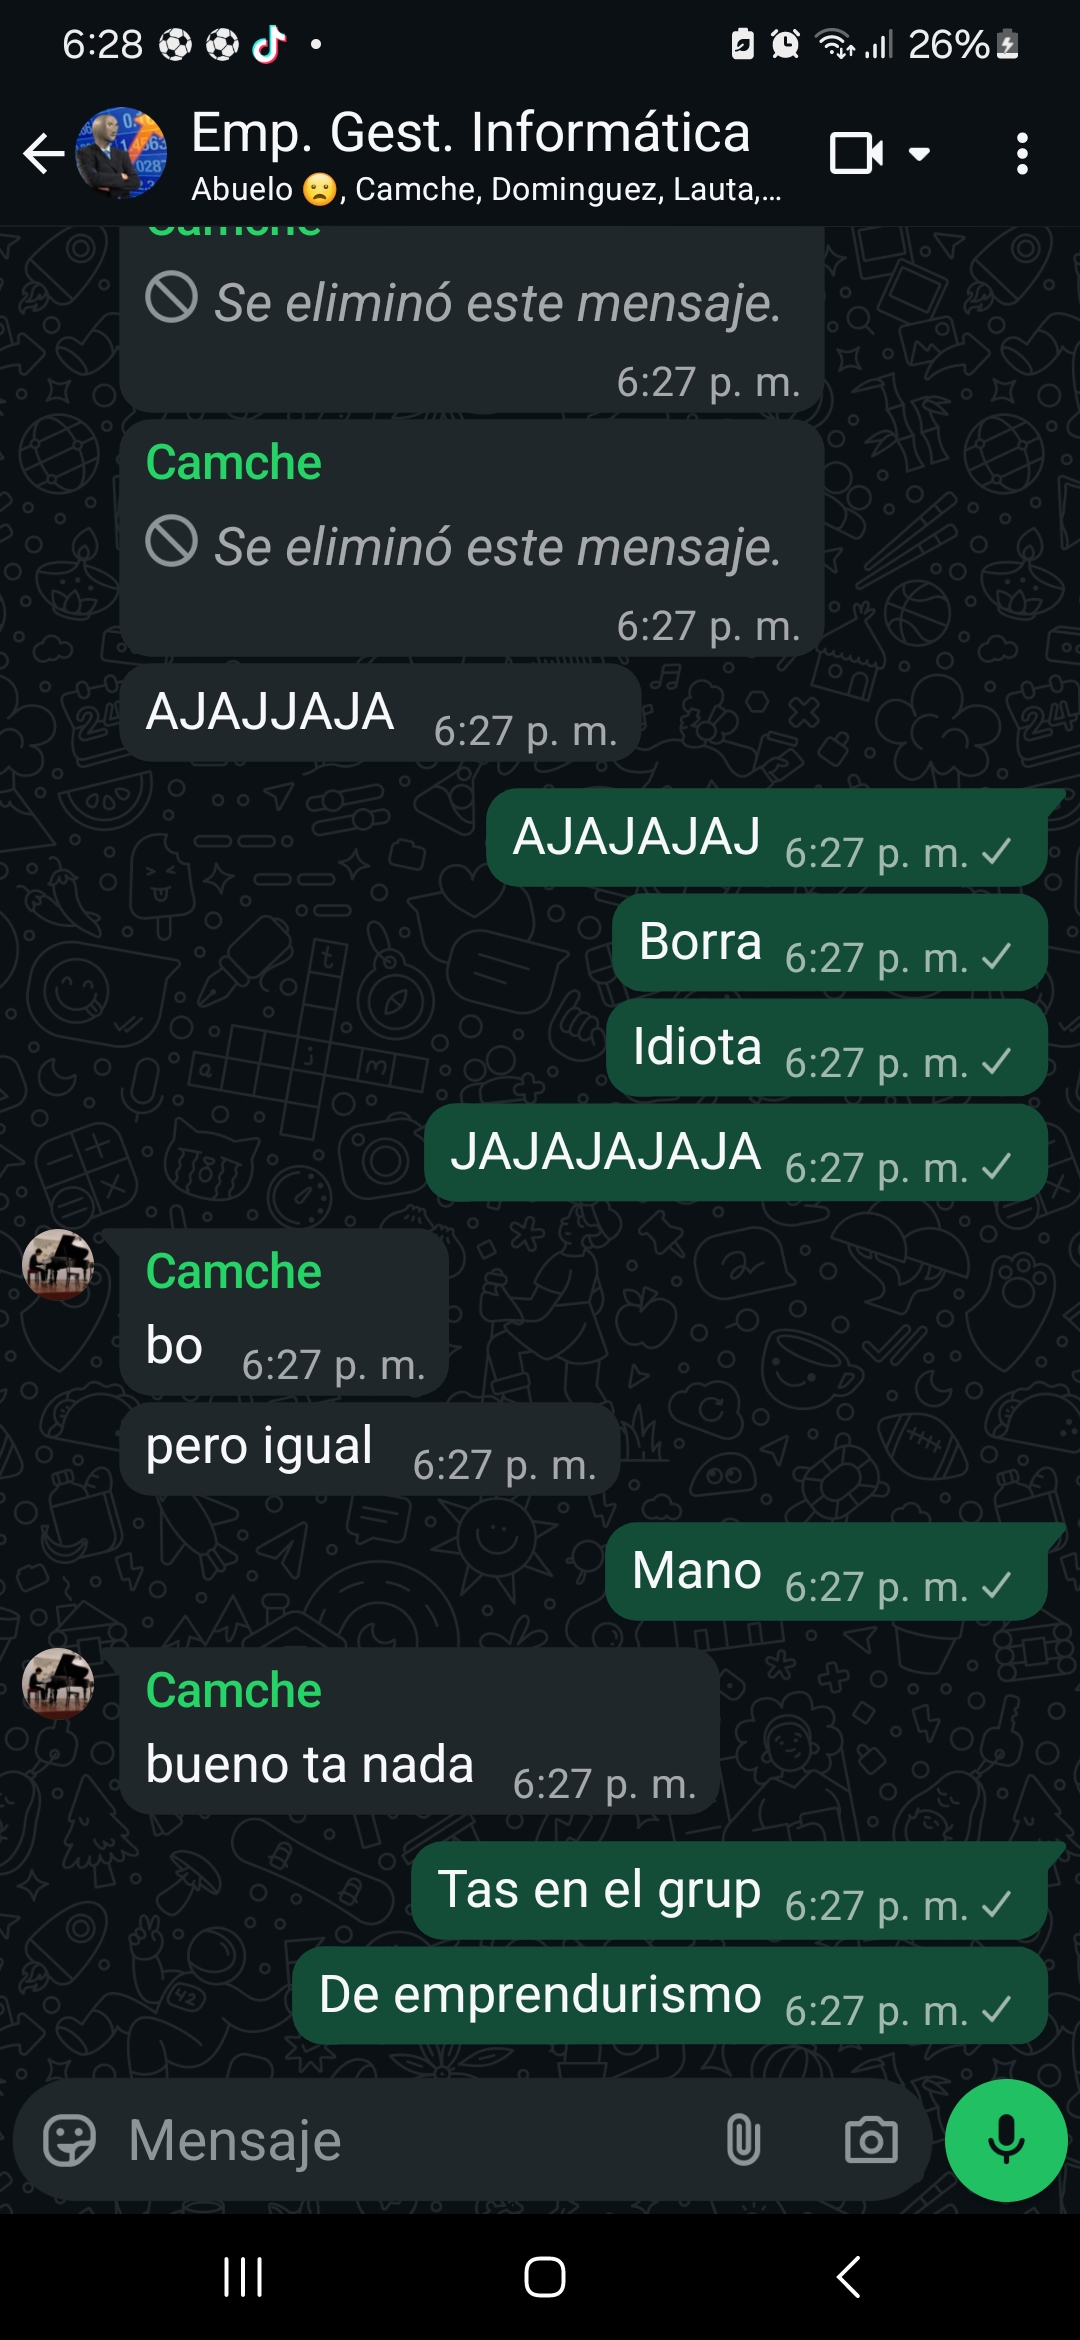 6:28
26%
Emp. Gest. Informática
Abuelo 😦, Camche, Dominguez, Lauta,...
Camche
Se eliminó este mensaje.
6:27 p. m.
Camche
Se eliminó este mensaje.
6:27 p. m.
AJAJJAJA 6:27 p. m.
AJAJAJAJ 6:27 p. m.
Borra 6:27 p. m.
Idiota 6:27 p. m.
JAJAJAJAJA 6:27 p. m.
Camche
bo 6:27 p. m.
pero igual 6:27 p. m.
Mano 6:27 p. m.
Camche
bueno ta nada 6:27 p. m.
Tas en el grup 6:27 p. m.
De emprendurismo 6:27 p. m.
Mensaje